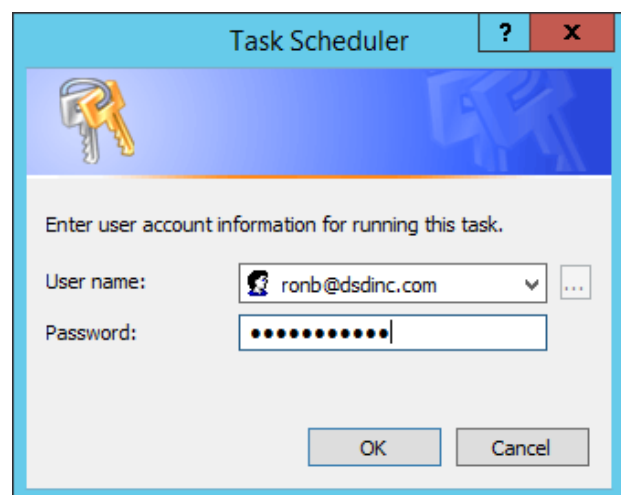 Task Scheduler ? x
Enter user account information for running this task.
User name: ronb@dsdinc.com ...
Password: •••••••••••
OK Cancel